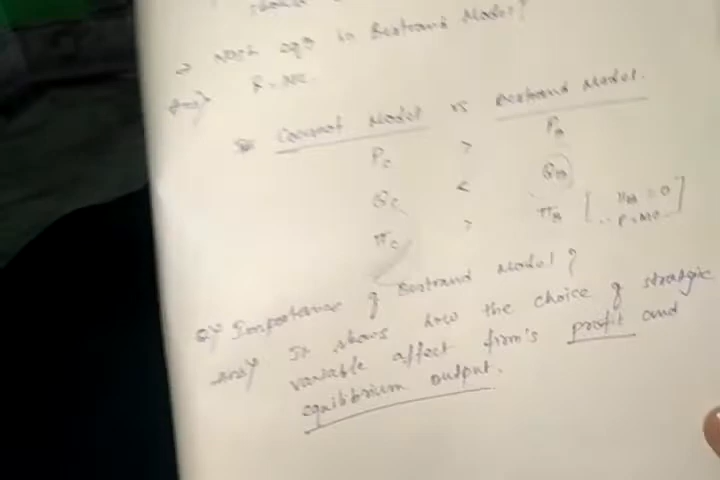 → Nash eqm in Bertrand Model?
Ans) P = MC.
Cournot Model vs Bertrand Model.
Pc > PB
Qc < QB
πc > πB [ πB = 0
P = MC ]
Q) Importance of Bertrand Model?
Ans) It shows how the choice of strategic
variable affect firm's profit and
equilibrium output.